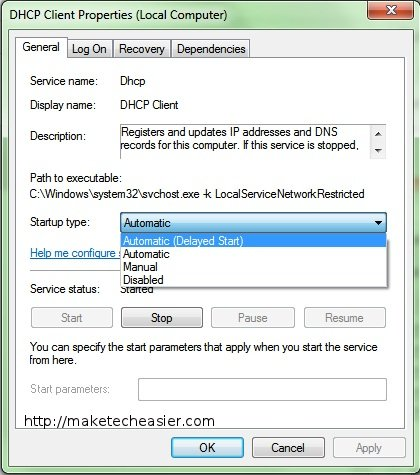 DHCP Client Properties (Local Computer)
General Log On Recovery Dependencies
Service name: Dhcp
Display name: DHCP Client
Description: Registers and updates IP addresses and DNS
records for this computer. If this service is stopped,
Path to executable:
C:\Windows\system32\svchost.exe -k LocalServiceNetworkRestricted
Startup type: Automatic
Automatic (Delayed Start)
Help me configure
Automatic
Manual
Disabled
Service status: Started
Start Stop Pause Resume
You can specify the start parameters that apply when you start the service
from here.
Start parameters:
http://maketecheasier.com
OK Cancel Apply